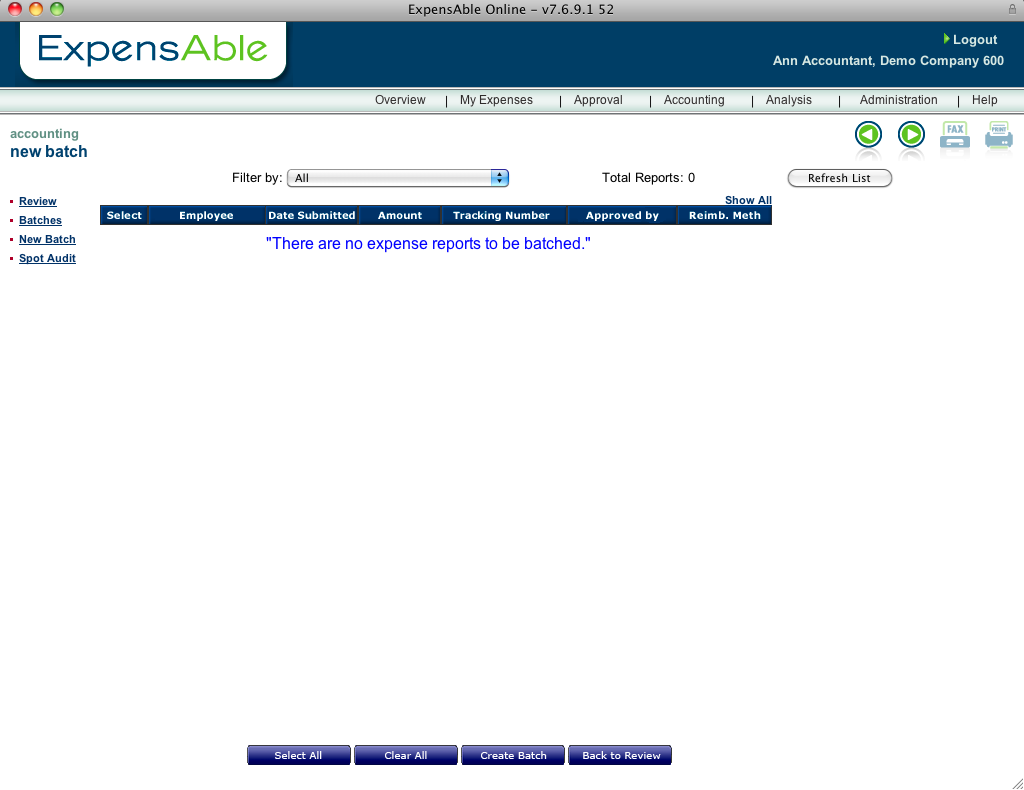 ExpensAble Online – v7.6.9.1 52
ExpensAble
Logout
Ann Accountant, Demo Company 600
Overview | My Expenses | Approval | Accounting | Analysis | Administration | Help
accounting
new batch
FAX PRINT
Filter by: All Total Reports: 0 Refresh List
Review
Batches
New Batch
Spot Audit
Show All
Select Employee Date Submitted Amount Tracking Number Approved by Reimb. Meth
"There are no expense reports to be batched."
Select All Clear All Create Batch Back to Review